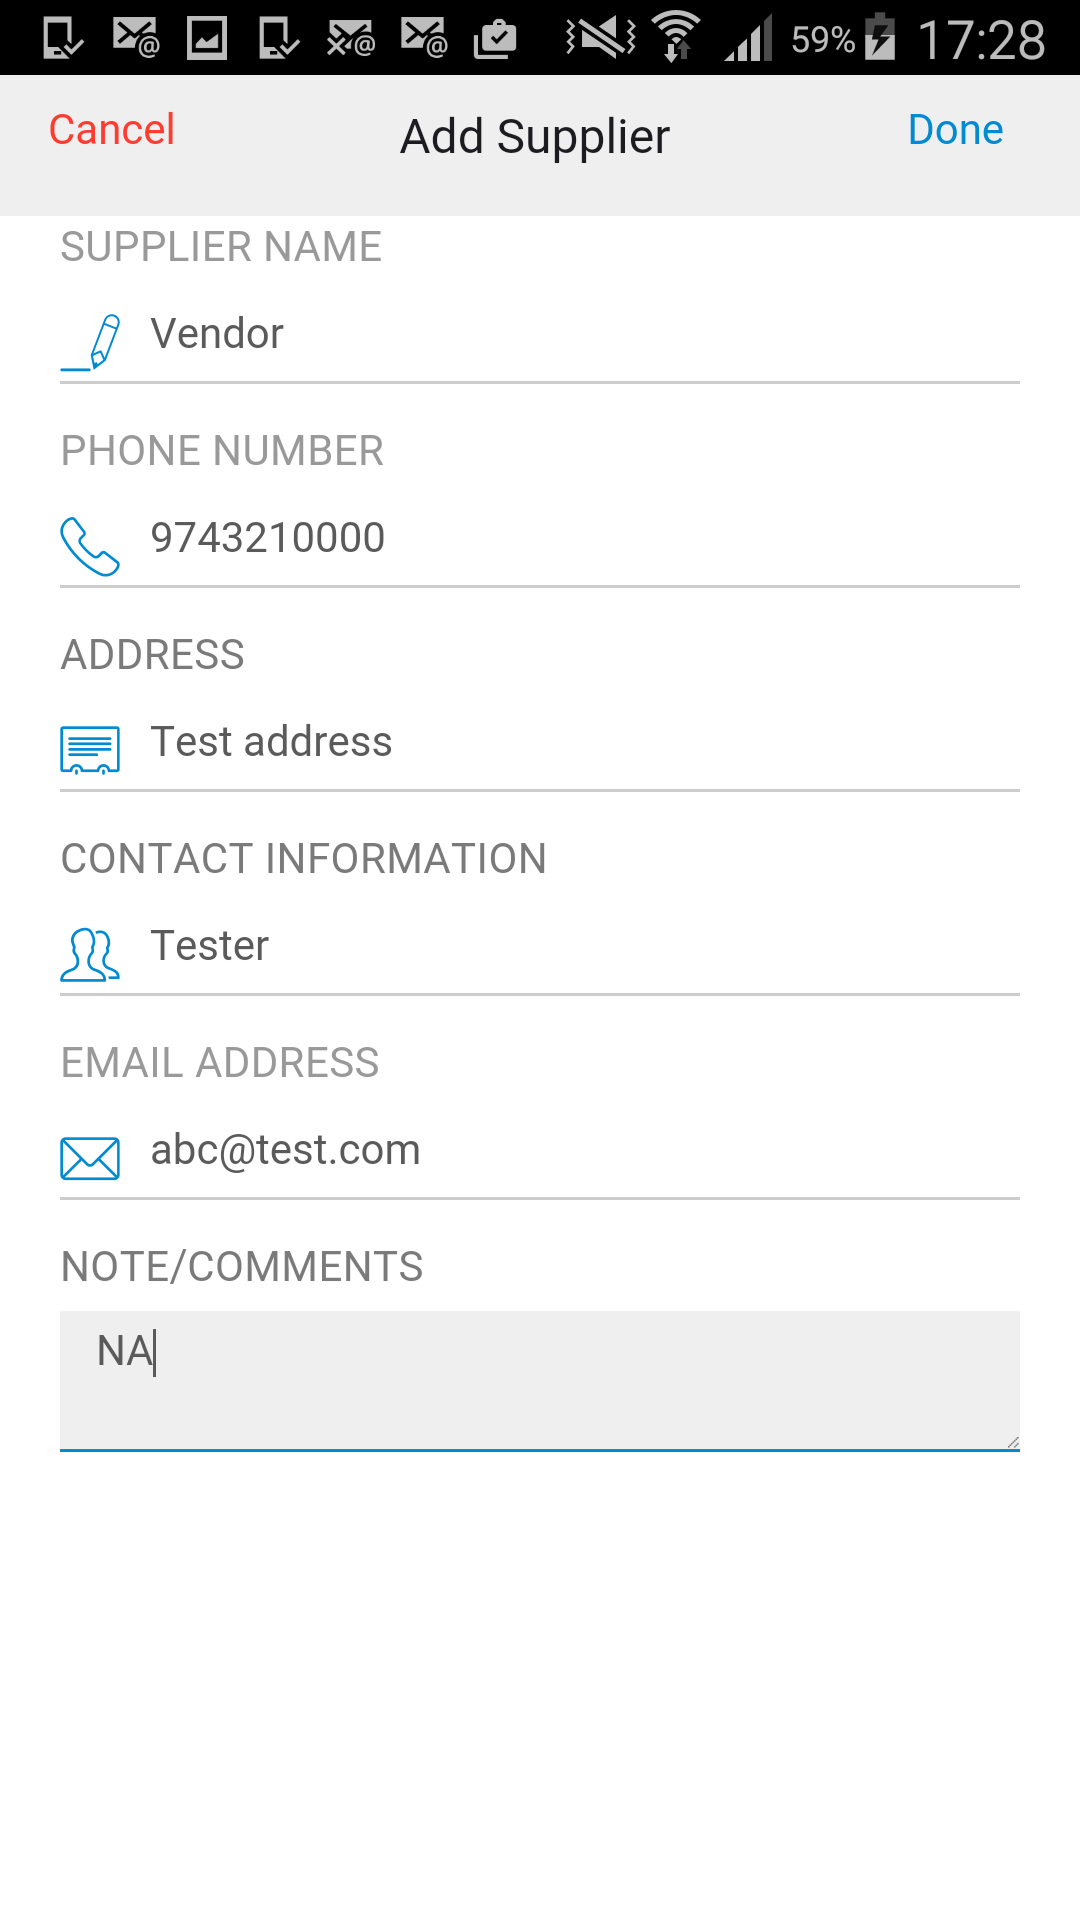 59% 17:28
Cancel Add Supplier Done
SUPPLIER NAME
Vendor
PHONE NUMBER
9743210000
ADDRESS
Test address
CONTACT INFORMATION
Tester
EMAIL ADDRESS
abc@test.com
NOTE/COMMENTS
NA